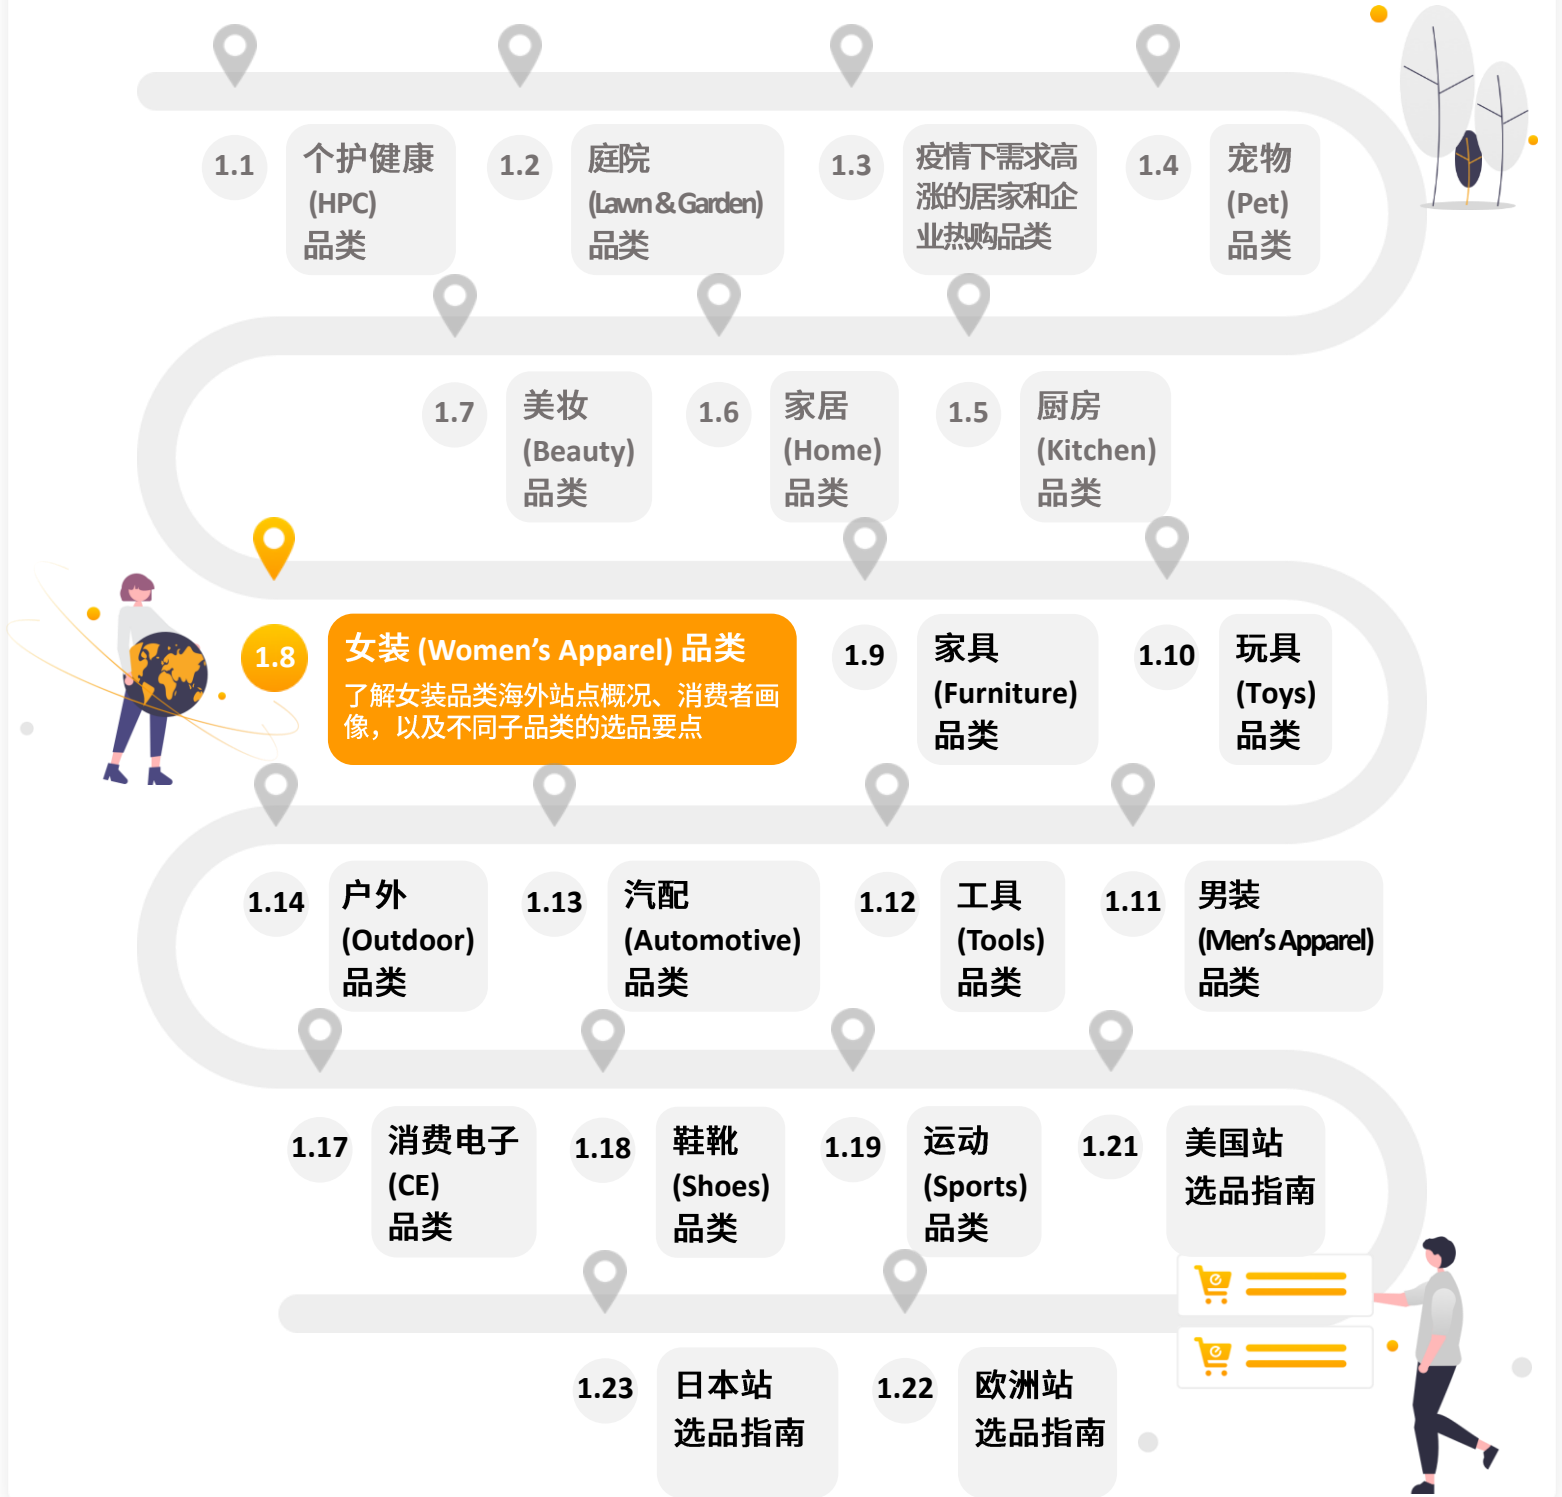 1.1
个护健康
(HPC)
品类
1.2
庭院
(Lawn & Garden)
品类
1.3
疫情下需求高
涨的居家和企
业热购品类
1.4
宠物
(Pet)
品类
1.7
美妆
(Beauty)
品类
1.6
家居
(Home)
品类
1.5
厨房
(Kitchen)
品类
1.8
女装 (Women’s Apparel) 品类
了解女装品类海外站点概况、消费者画
像，以及不同子品类的选品要点
1.9
家具
(Furniture)
品类
1.10
玩具
(Toys)
品类
1.14
户外
(Outdoor)
品类
1.13
汽配
(Automotive)
品类
1.12
工具
(Tools)
品类
1.11
男装
(Men’s Apparel)
品类
1.17
消费电子
(CE)
品类
1.18
鞋靴
(Shoes)
品类
1.19
运动
(Sports)
品类
1.21
美国站
选品指南
1.23
日本站
选品指南
1.22
欧洲站
选品指南